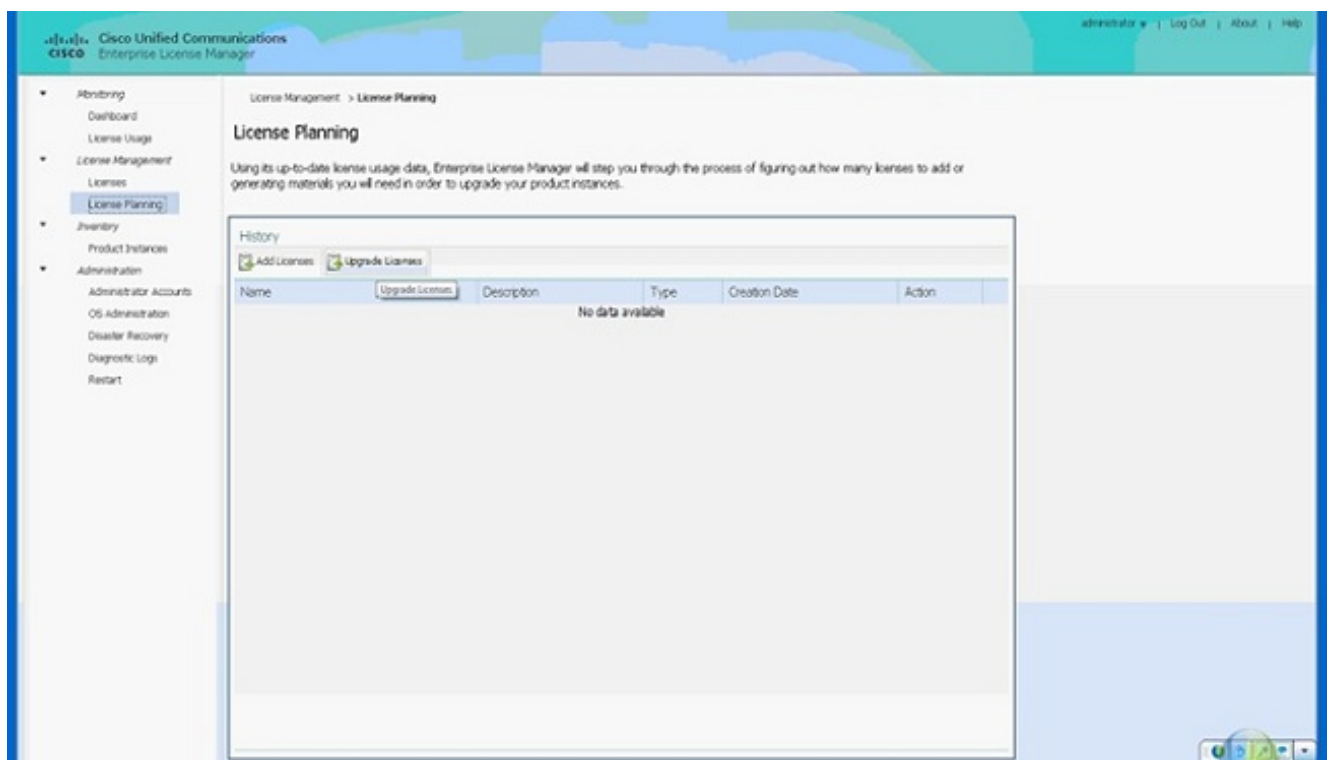 Cisco Unified Communications
CISCO Enterprise License Manager
administrator | Log Out | About | Help
Monitoring
Dashboard
License Usage
License Management
Licenses
License Planning
Inventory
Product Instances
Administration
Administrator Accounts
OS Administration
Disaster Recovery
Diagnostic Logs
Restart
License Management > License Planning
License Planning
Using its up-to-date license usage data, Enterprise License Manager will step you through the process of figuring out how many licenses to add or
generating materials you will need in order to upgrade your product instances.
History
Add Licenses Upgrade Licenses
Name Upgrade Licenses Description Type Creation Date Action
No data available